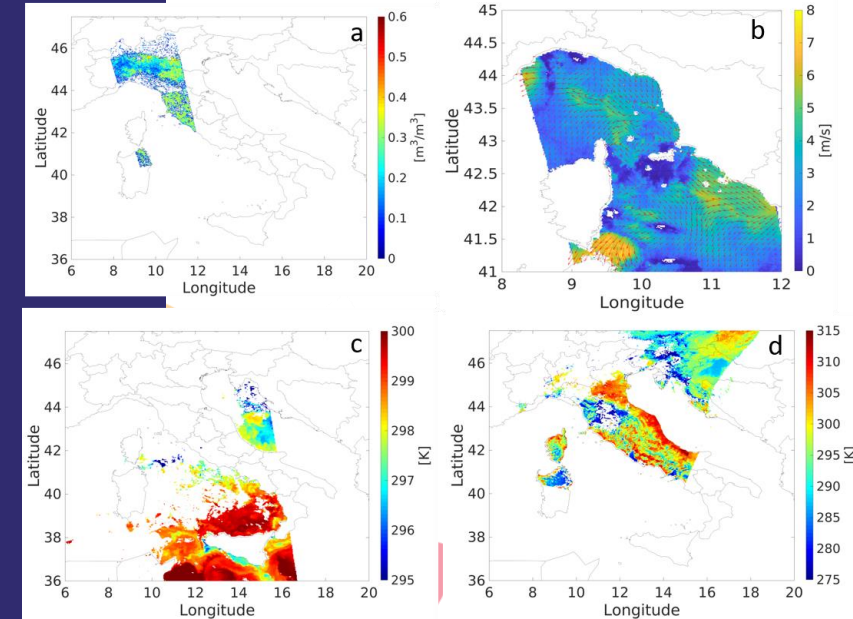 a
46
44
42
40
38
36
Latitude
6 8 10 12 14 16 18 20
Longitude
0.6
0.5
0.4
0.3
0.2
0.1
0
[m³/m³]
b
45
44.5
44
43.5
43
42.5
42
41.5
41
Latitude
8 9 10 11 12
Longitude
8
7
6
5
4
3
2
1
0
[m/s]
c
46
44
42
40
38
36
Latitude
6 8 10 12 14 16 18 20
Longitude
300
299
298
297
296
295
[K]
d
46
44
42
40
38
36
Latitude
6 8 10 12 14 16 18 20
Longitude
315
310
305
300
295
290
285
280
275
[K]